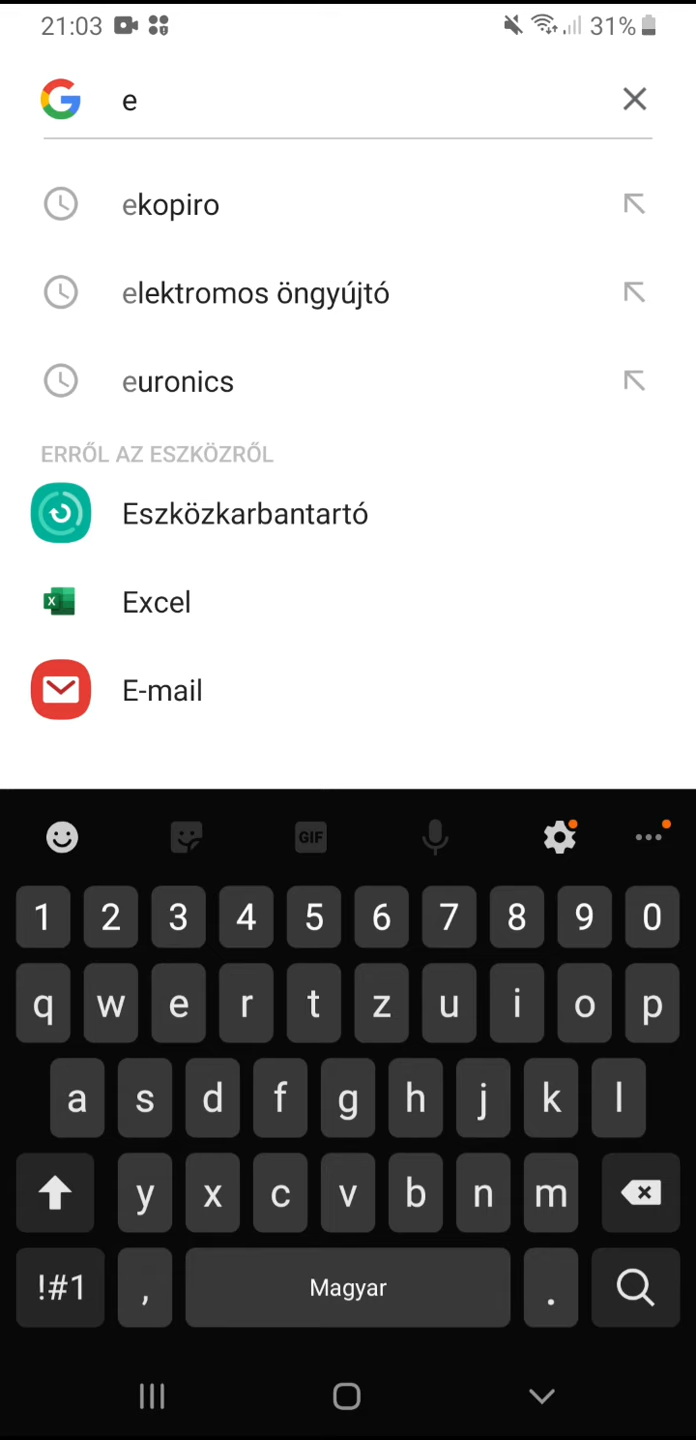 21:03 31%
e
ekopiro
elektromos öngyújtó
euronics
ERRŐL AZ ESZKÖZRŐL
Eszközkarbantartó
Excel
E-mail
GIF
1 2 3 4 5 6 7 8 9 0
q w e r t z u i o p
a s d f g h j k l
y x c v b n m
!#1 , Magyar .